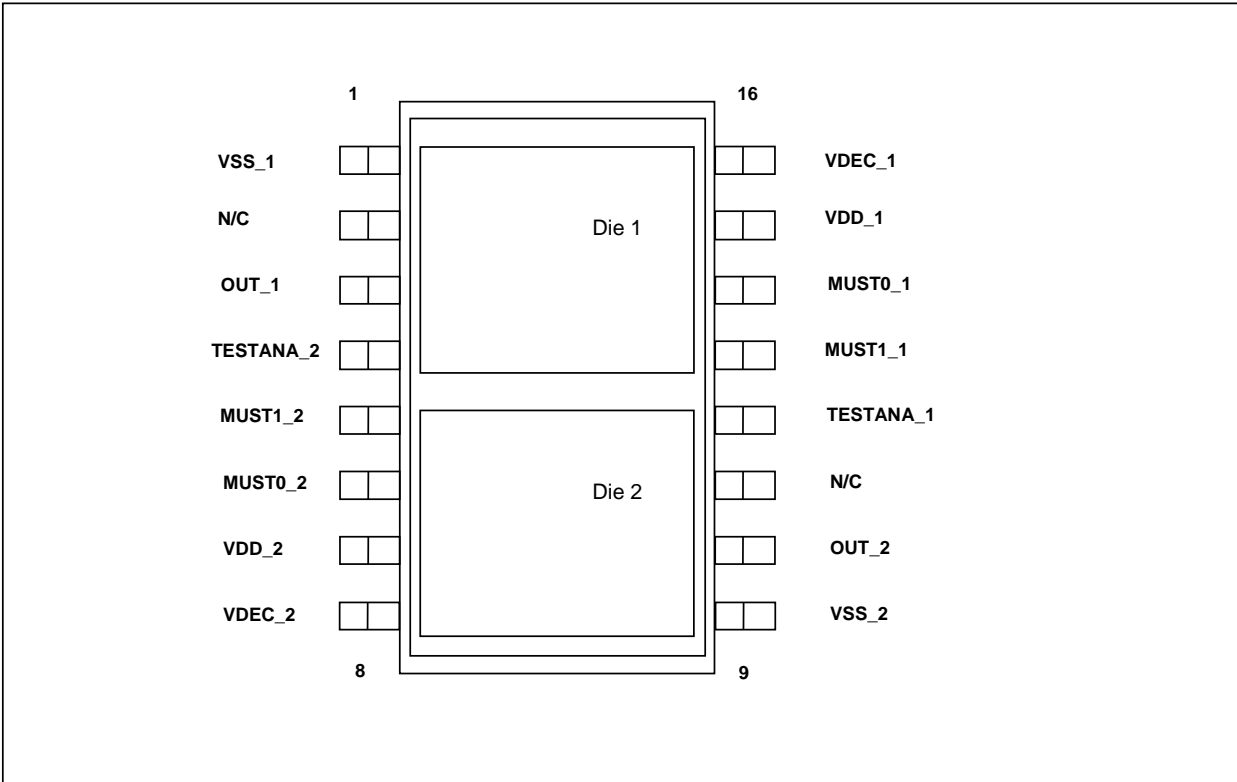 1 16
VSS_1 VDEC_1
N/C VDD_1
Die 1
OUT_1 MUST0_1
TESTANA_2 MUST1_1
MUST1_2 TESTANA_1
MUST0_2 N/C
Die 2
VDD_2 OUT_2
VDEC_2 VSS_2
8 9